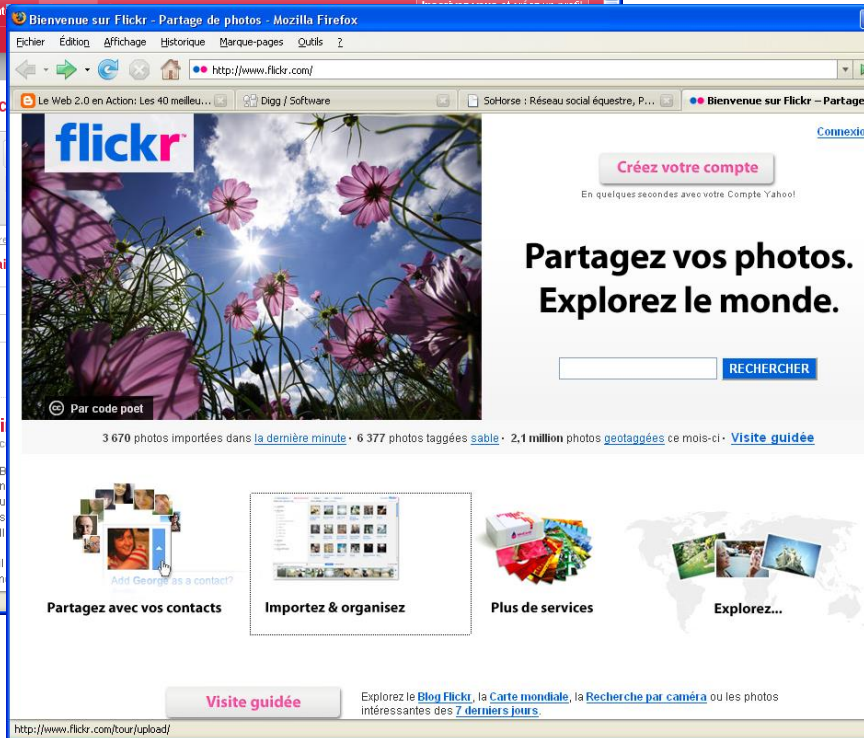 Bienvenue sur Flickr - Partage de photos - Mozilla Firefox
Fichier Édition Affichage Historique Marque-pages Outils ?
http://www.flickr.com/
Le Web 2.0 en Action: Les 40 meilleu... Digg / Software SoHorse : Réseau social équestre, P... Bienvenue sur Flickr – Partage
flickr
Connexio
Créez votre compte
En quelques secondes avec votre Compte Yahoo!
Partagez vos photos.
Explorez le monde.
RECHERCHER
Par code poet
3 670 photos importées dans la dernière minute · 6 377 photos taggées sable · 2,1 million photos geotaggées ce mois-ci · Visite guidée
Add George as a contact?
Partagez avec vos contacts Importez & organisez Plus de services Explorez...
Visite guidée
Explorez le Blog Flickr, la Carte mondiale, la Recherche par caméra ou les photos
intéressantes des 7 derniers jours.
http://www.flickr.com/tour/upload/